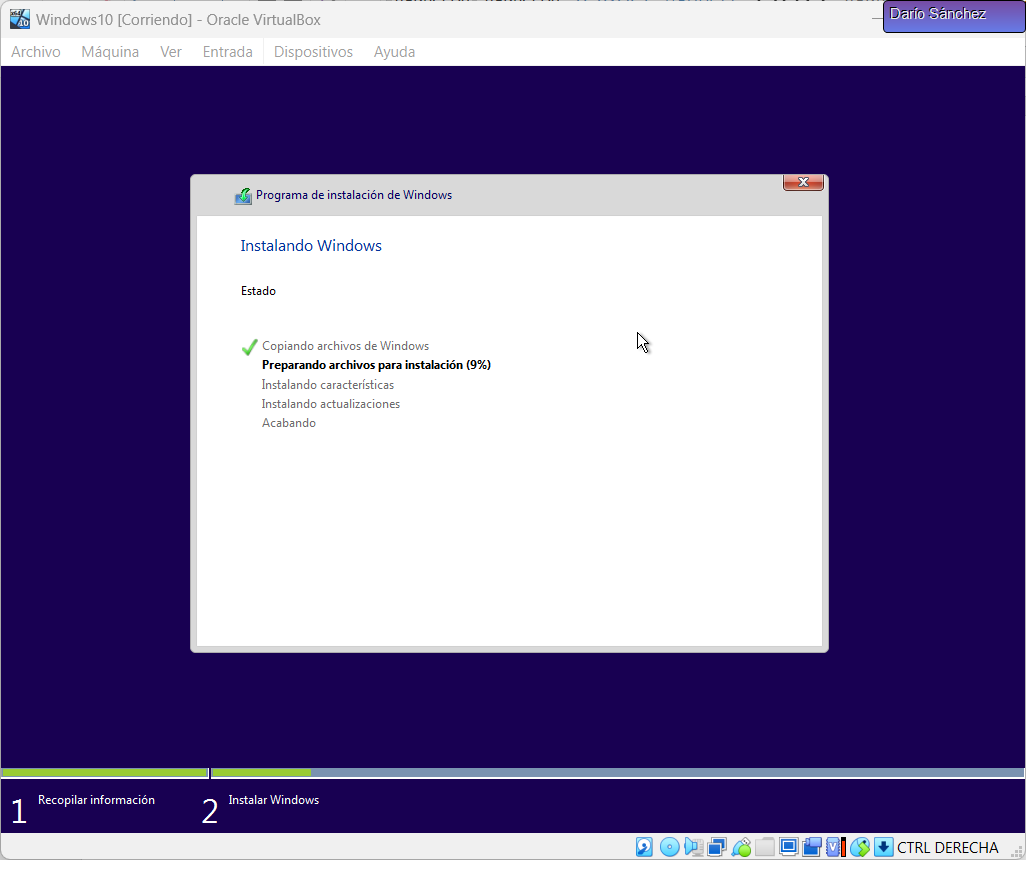 Windows10 [Corriendo] - Oracle VirtualBox
Darío Sánchez
Archivo Máquina Ver Entrada Dispositivos Ayuda
Programa de instalación de Windows
Instalando Windows
Estado
Copiando archivos de Windows
Preparando archivos para instalación (9%)
Instalando características
Instalando actualizaciones
Acabando
1 Recopilar información 2 Instalar Windows
CTRL DERECHA